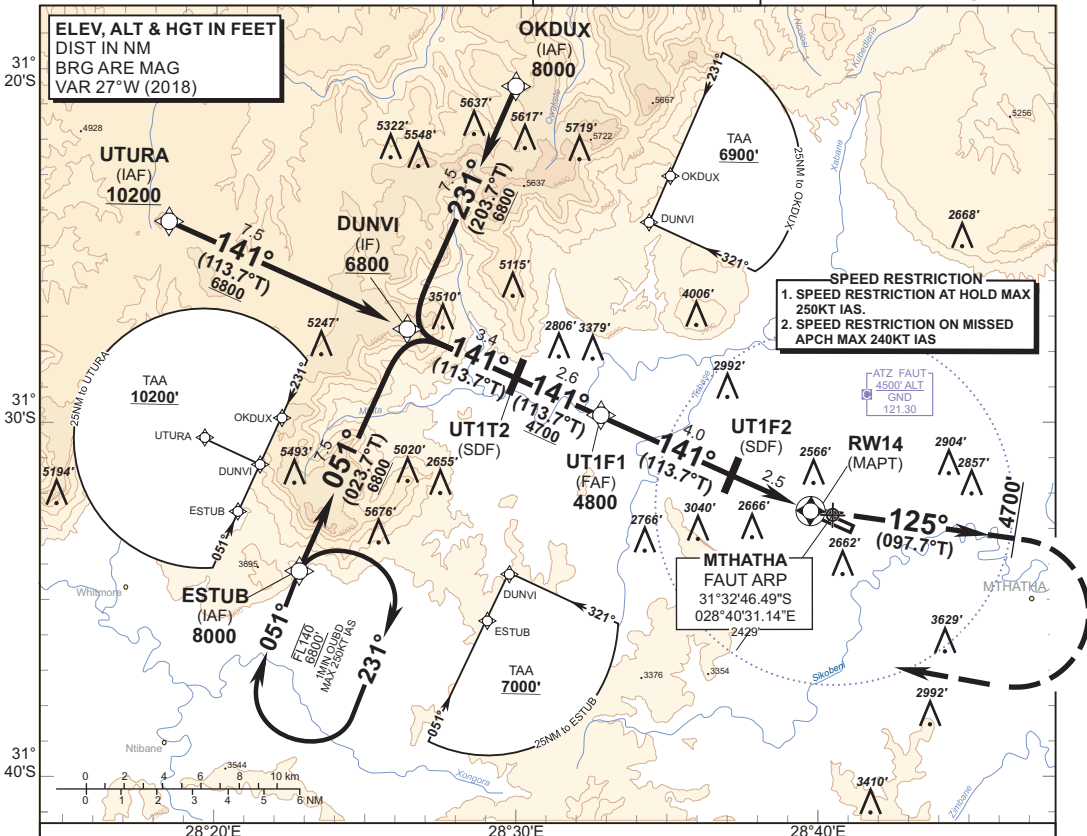 ELEV, ALT & HGT IN FEET
DIST IN NM
BRG ARE MAG
VAR 27°W (2018)
31°
20'S
4928
UTURA
(IAF)
10200
7.5
141°
(113.7°T)
6800
DUNVI
(IF)
6800
OKDUX
(IAF)
8000
5322'
5548'
5637'
5617'
5719'
5722
5637
Qwakele
7.5
231°
(203.7°T)
6800
5667
231°
TAA
6900'
OKDUX
DUNVI
321°
25NM to OKDUX
Kubediana
Xabane
5256
2668'
SPEED RESTRICTION
1. SPEED RESTRICTION AT HOLD MAX
250KT IAS.
2. SPEED RESTRICTION ON MISSED
APCH MAX 240KT IAS
5115'
3510'
4006'
5247'
2806'
3379'
2992'
ATZ FAUT
4500' ALT
GND
121.30
C
3.4
141°
(113.7°T)
UT1T2
(SDF)
2.6
141°
(113.7°T)
4700
UT1F1
(FAF)
4800
4.0
141°
(113.7°T)
UT1F2
(SDF)
2.5
RW14
(MAPT)
2566'
2904'
2857'
125°
(097.7°T)
4700'
31°
30'S
25NM to UTURA
TAA
10200'
231°
OKDUX
UTURA
DUNVI
ESTUB
051°
5194'
5493'
5020'
2655'
5676'
7.5
051°
(023.7°T)
6800
2766'
3040'
2666'
2662'
MTHATHA
FAUT ARP
31°32'46.49"S
028°40'31.14"E
2429'
MTHATHA
3695
Whitmore
ESTUB
(IAF)
8000
051°
FL140
6800'
1MIN OUBD
MAX 250KT IAS
231°
DUNVI
ESTUB
321°
TAA
7000'
051°
25NM to ESTUB
3376
3354
Sikobeni
3629'
2992'
3410'
Zimbane
Ntibane
3544
Xongora
31°
40'S
0 2 4 6 8 10 km
0 1 2 3 4 5 6 NM
28°20'E
28°30'E
28°40'E